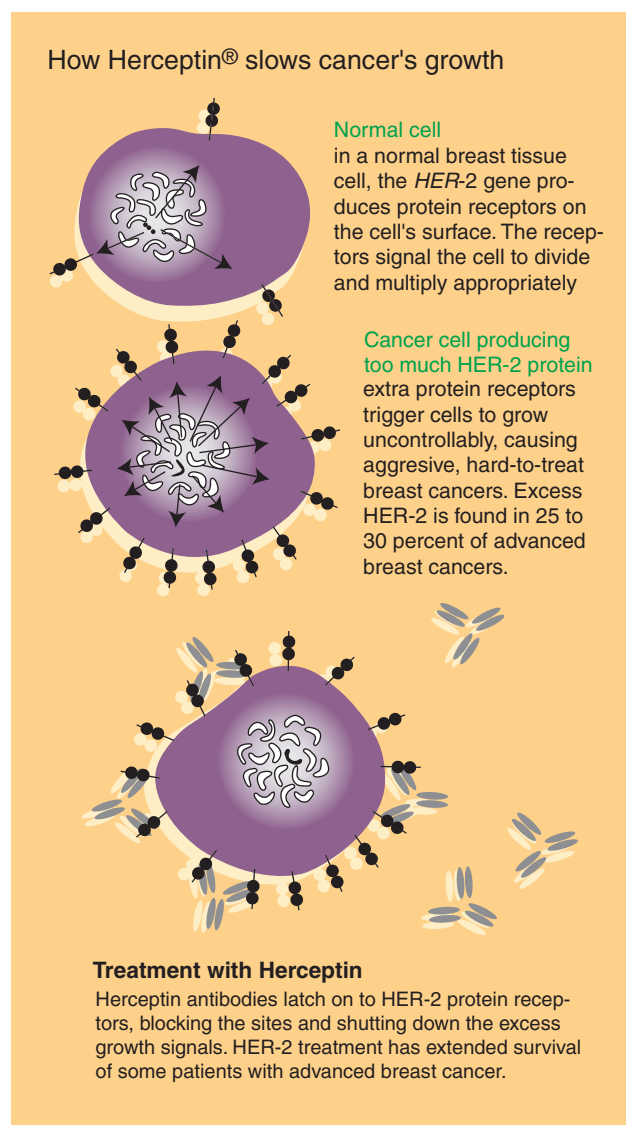 How Herceptin® slows cancer's growth
Normal cell
in a normal breast tissue
cell, the HER-2 gene pro-
duces protein receptors on
the cell's surface. The recep-
tors signal the cell to divide
and multiply appropriately
Cancer cell producing
too much HER-2 protein
extra protein receptors
trigger cells to grow
uncontrollably, causing
aggresive, hard-to-treat
breast cancers. Excess
HER-2 is found in 25 to
30 percent of advanced
breast cancers.
Treatment with Herceptin
Herceptin antibodies latch on to HER-2 protein recep-
tors, blocking the sites and shutting down the excess
growth signals. HER-2 treatment has extended survival
of some patients with advanced breast cancer.